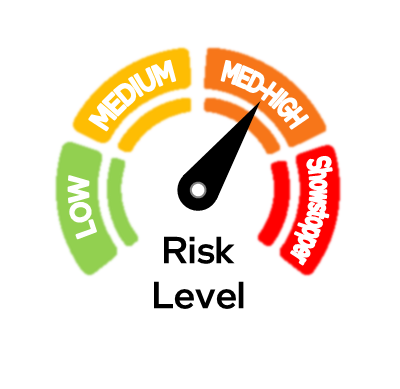 LOW
MEDIUM
MED-HIGH
Showstopper
Risk
Level